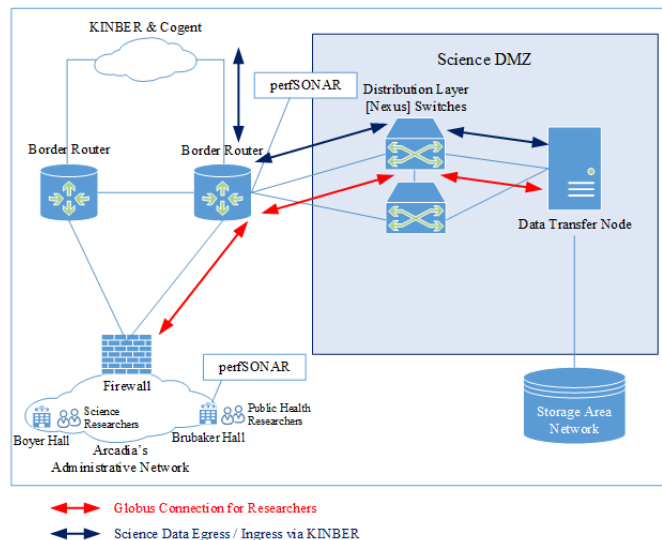 KINBER & Cogent
Science DMZ
perfSONAR
Distribution Layer
[Nexus] Switches
Border Router
Border Router
Data Transfer Node
Firewall
perfSONAR
Science
Researchers
Public Health
Researchers
Boyer Hall
Brubaker Hall
Arcadia's
Administrative Network
Storage Area
Network
Globus Connection for Researchers
Science Data Egress / Ingress via KINBER